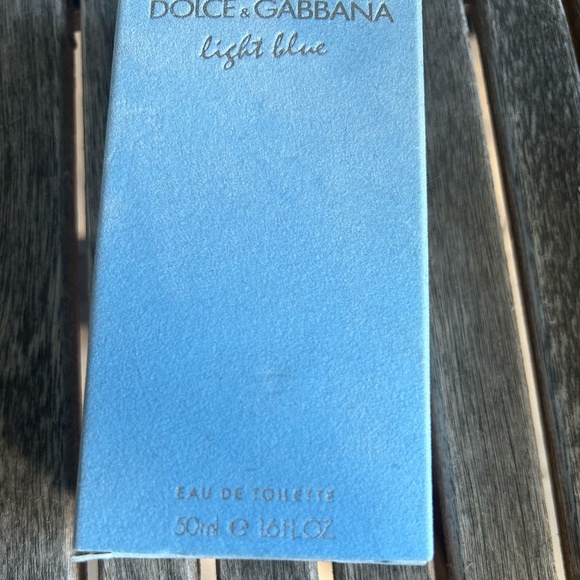 DOLCE & GABBANA
light blue
EAU DE TOILETTE
50ml ℮ 1.6 FL.OZ.